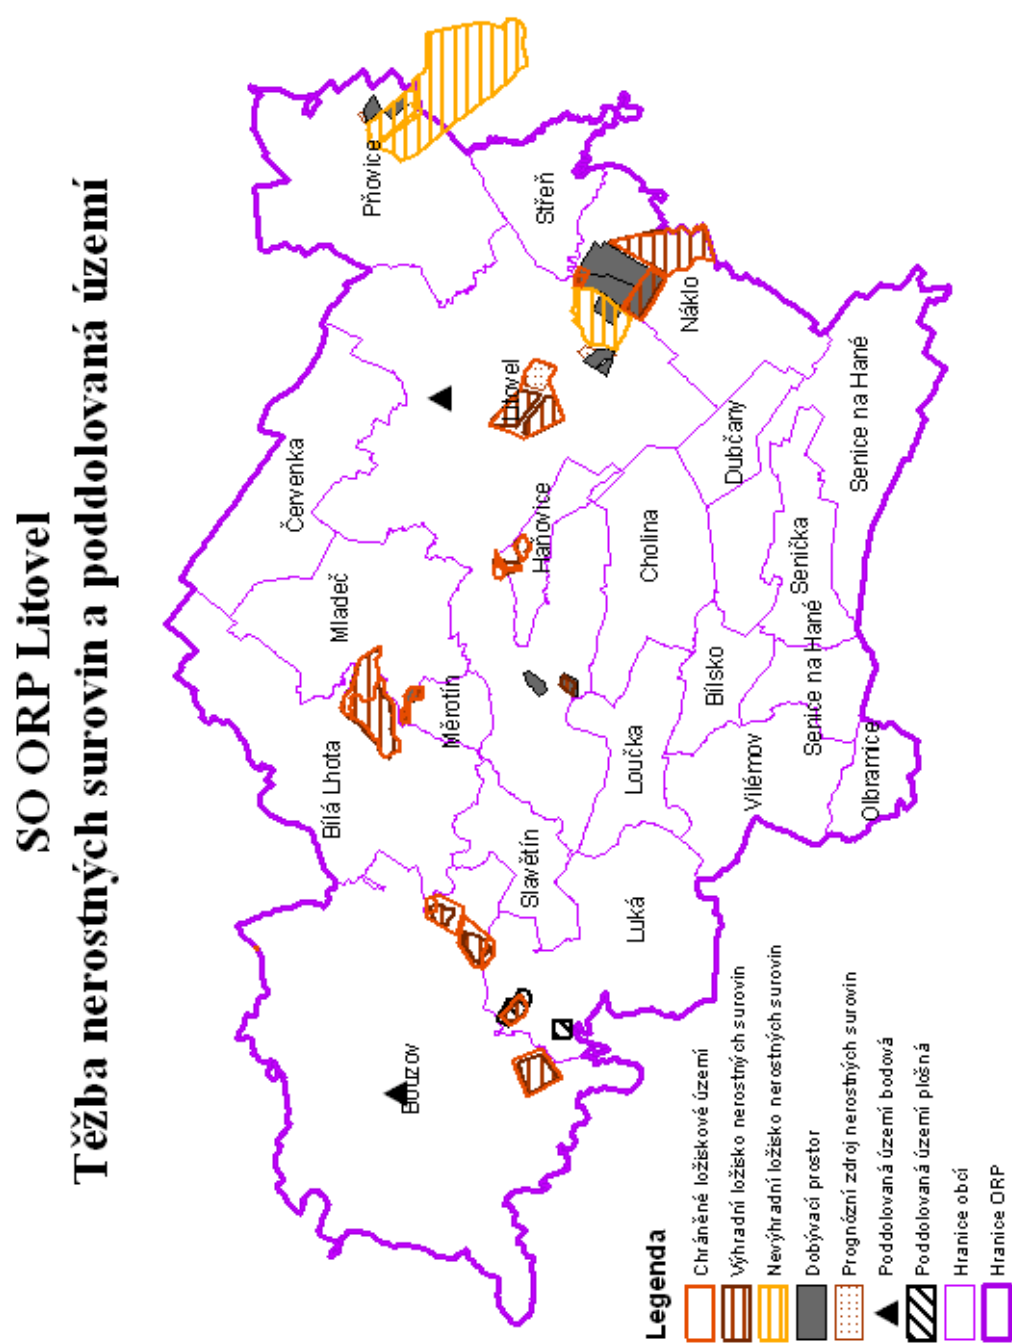 SO ORP Litovel
Těžba nerostných surovin a poddolovaná území
Bouzov
Bílá Lhota
Mladeč
Červenka
Pňovice
Měrotín
Litovel
Slavětín
Haňovice
Střeň
Luká
Loučka
Cholina
Náklo
Bílsko
Dubčany
Vilémov
Senice na Hané
Senička
Olbramice
Senice na Hané
Legenda
Chráněné ložiskové území
Výhradní ložisko nerostných surovin
Nevýhradní ložisko nerostných surovin
Dobývací prostor
Prognózní zdroj nerostných surovin
Poddolovaná území bodová
Poddolovaná území plošná
Hranice obcí
Hranice ORP